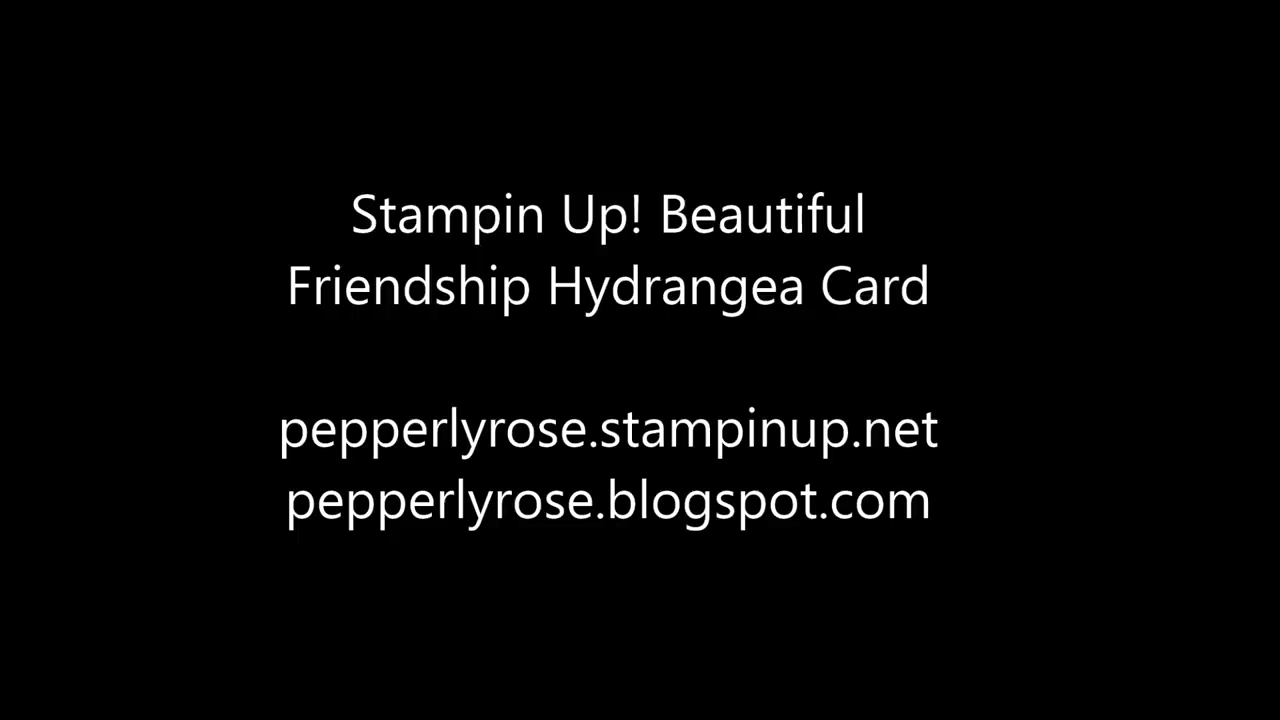 Stampin Up! Beautiful
Friendship Hydrangea Card
pepperlyrose.stampinup.net
pepperlyrose.blogspot.com